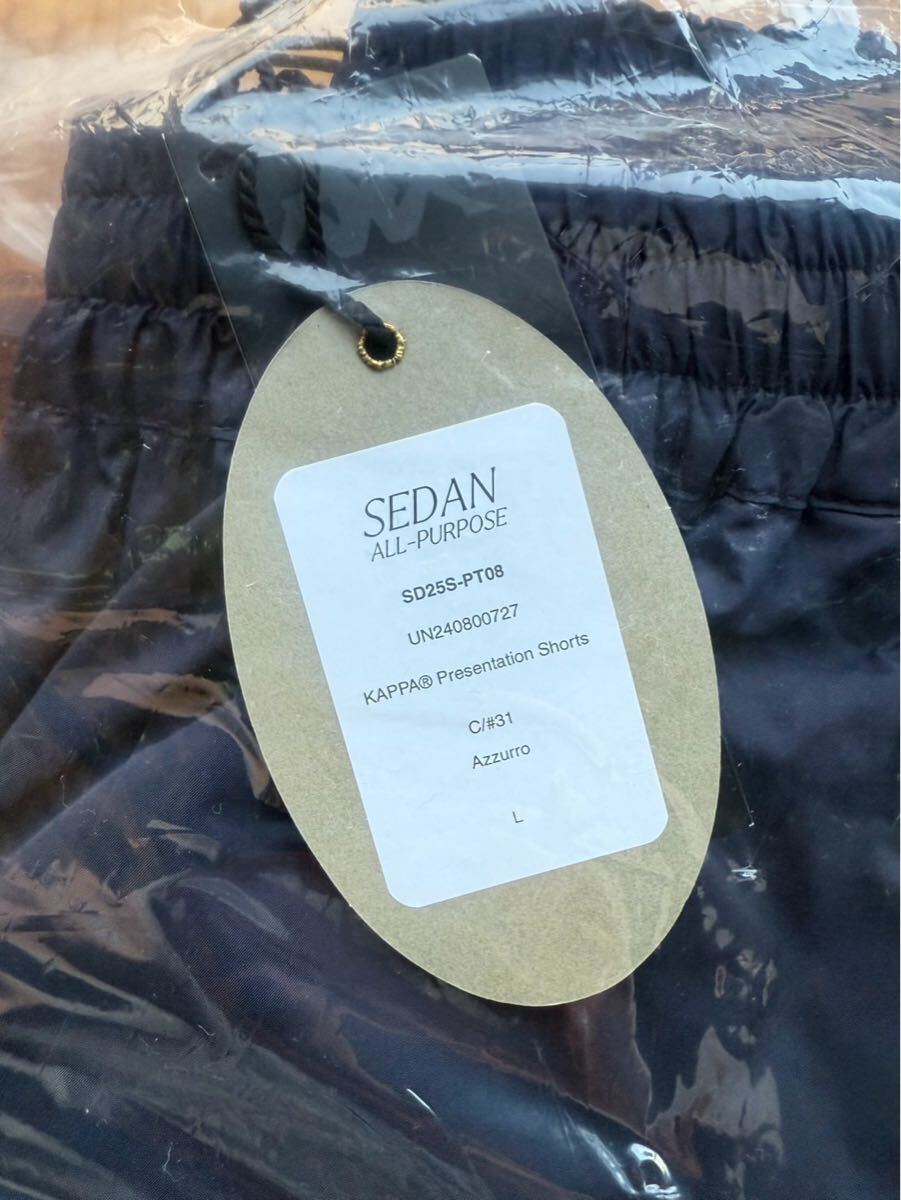 SEDAN
ALL-PURPOSE
SD25S-PT08
UN240800727
KAPPA® Presentation Shorts
C/#31
Azzurro
L